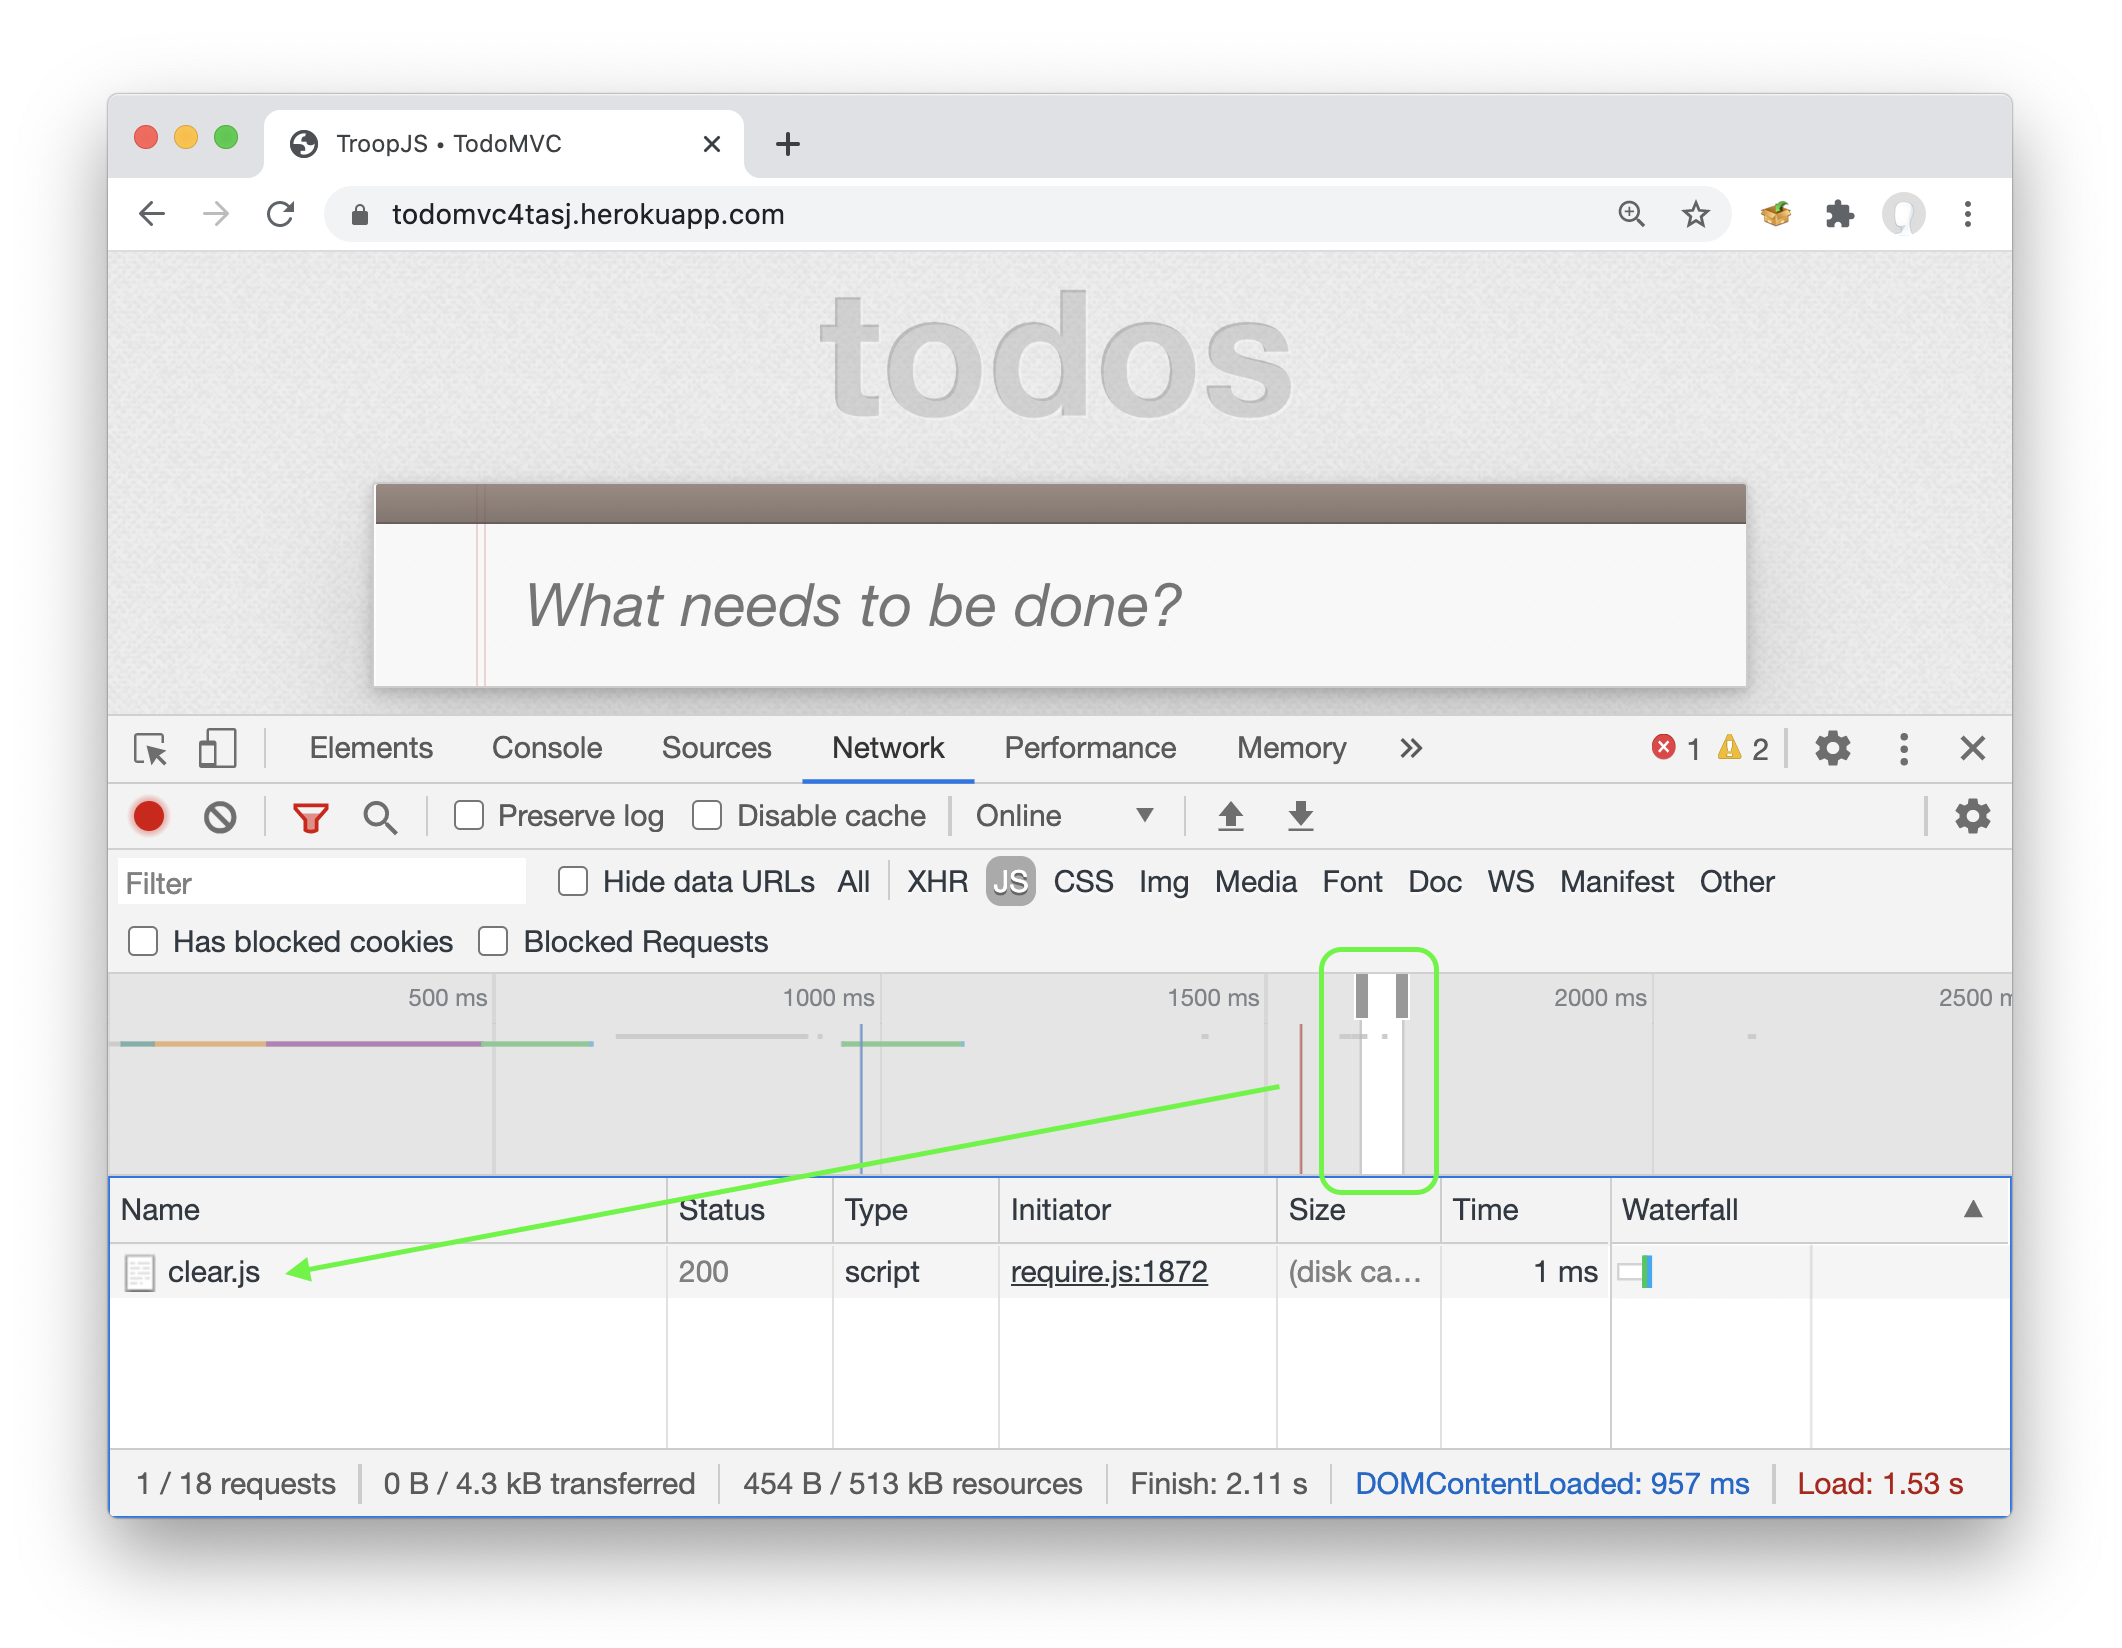 TroopJS • TodoMVC
todomvc4tasj.herokuapp.com
todos
What needs to be done?
Elements Console Sources Network Performance Memory 1 2
Preserve log Disable cache Online
Filter Hide data URLs All XHR JS CSS Img Media Font Doc WS Manifest Other
Has blocked cookies Blocked Requests
500 ms 1000 ms 1500 ms 2000 ms 2500 m
Name Status Type Initiator Size Time Waterfall
clear.js 200 script require.js:1872 (disk ca... 1 ms
1 / 18 requests 0 B / 4.3 kB transferred 454 B / 513 kB resources Finish: 2.11 s DOMContentLoaded: 957 ms Load: 1.53 s